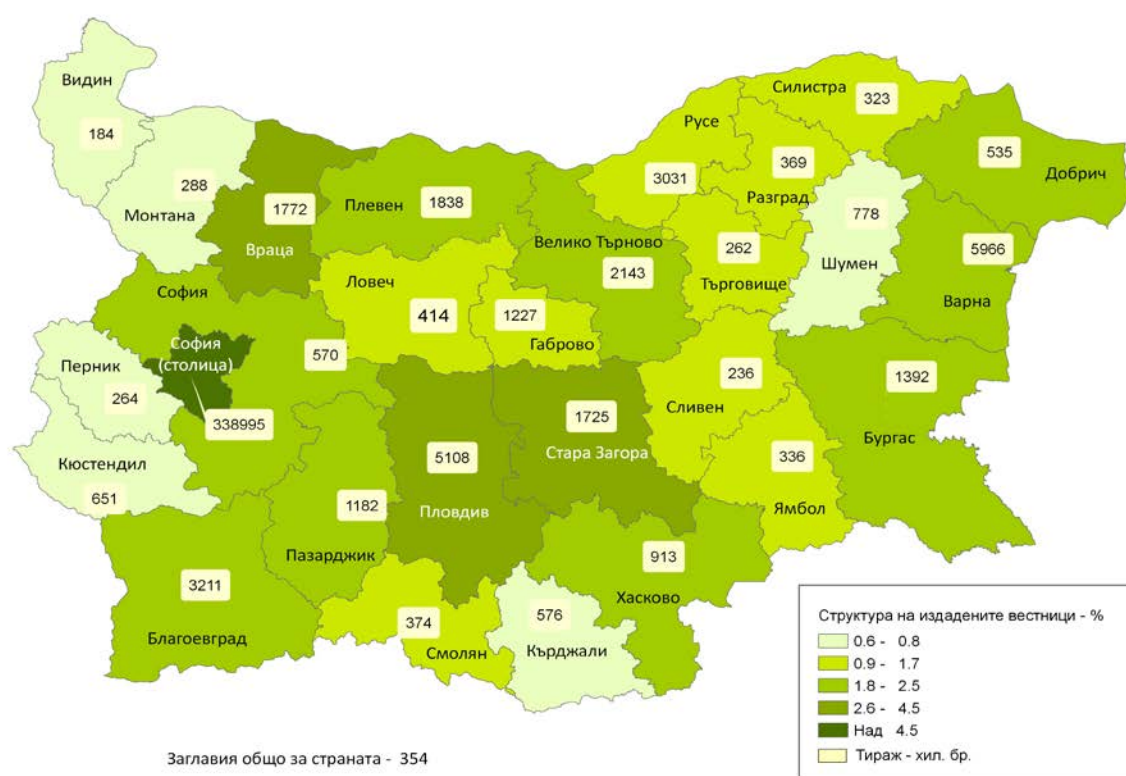 Видин
184
Монтана
288
Враца
1772
Плевен
1838
Велико Търново
2143
Русе
3031
Силистра
323
Разград
369
Търговище
262
Шумен
778
Добрич
535
Варна
5966
Ловеч
414
Габрово
1227
София
570
София
(столица)
338995
Перник
264
Кюстендил
651
Благоевград
3211
Пазарджик
1182
Пловдив
5108
Стара Загора
1725
Сливен
236
Ямбол
336
Бургас
1392
Хасково
913
Смолян
374
Кърджали
576
Структура на издадените вестници - %
0.6 - 0.8
0.9 - 1.7
1.8 - 2.5
2.6 - 4.5
Над 4.5
Тираж - хил. бр.
Заглавия общо за страната - 354